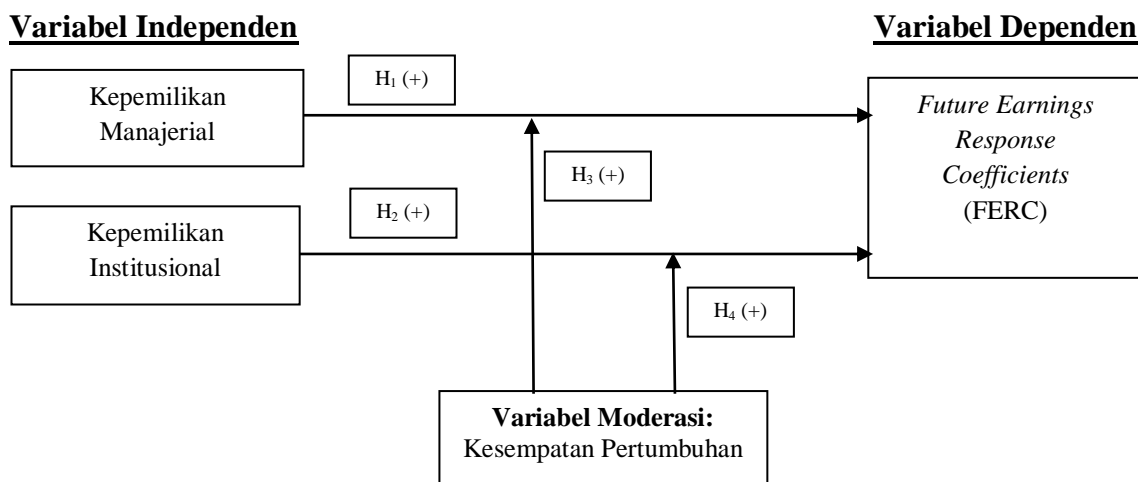 Variabel Independen
Variabel Dependen
Kepemilikan
Manajerial
H₁ (+)
Future Earnings
Response
Coefficients
(FERC)
H₃ (+)
Kepemilikan
Institusional
H₂ (+)
H₄ (+)
Variabel Moderasi:
Kesempatan Pertumbuhan